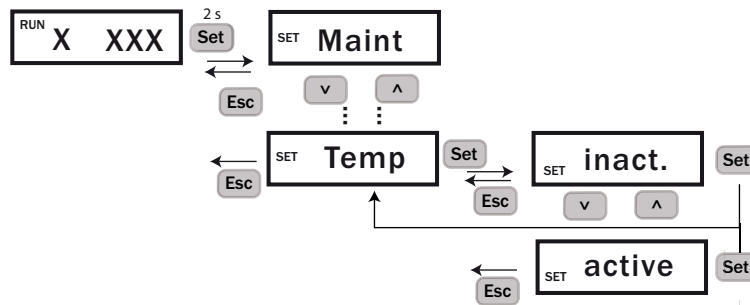 2 s
RUN X XXX Set SET Maint
Esc ˅ ˄
SET Temp Set SET inact. Set
Esc Esc ˅ ˄
SET active Set
Esc